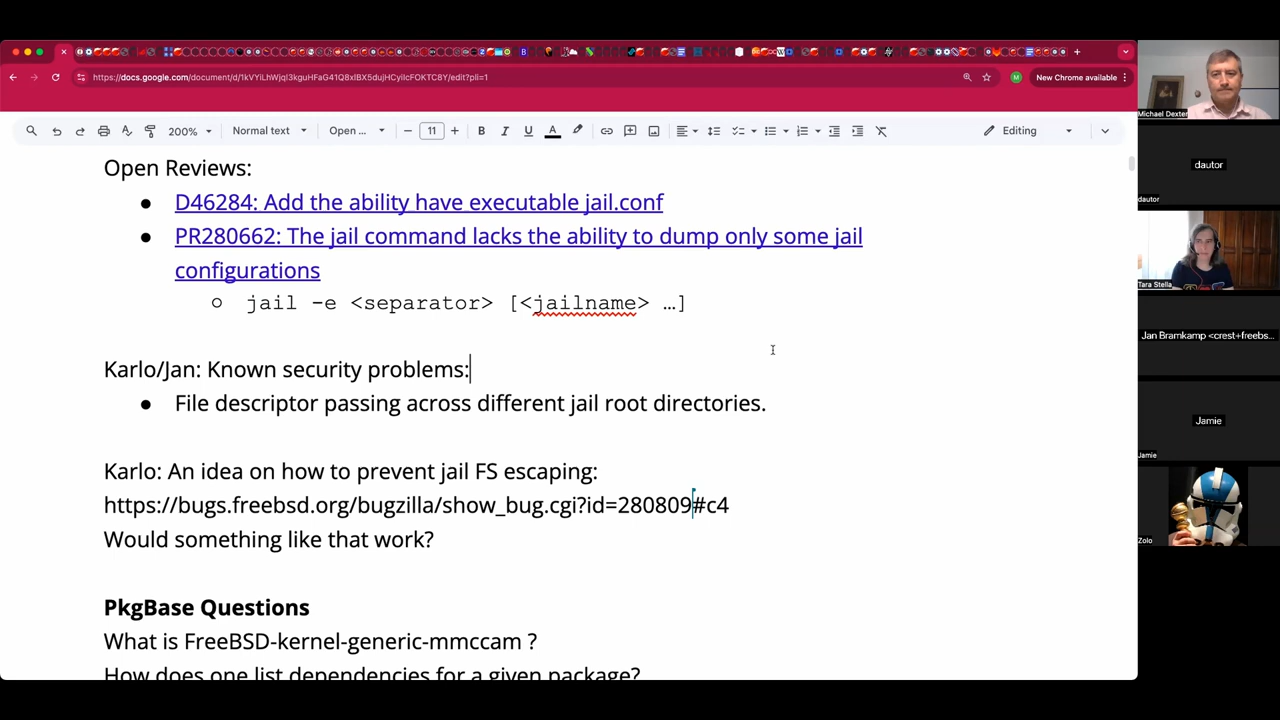 https://docs.google.com/document/d/1kVYiLhWjqI3kguHFaG41Q8xIBX5dujHCyiIcFOKTC8Y/edit?pli=1
M
New Chrome available
200%
Normal text
Open ...
11
Editing
Open Reviews:
● D46284: Add the ability have executable jail.conf
● PR280662: The jail command lacks the ability to dump only some jail
configurations
○ jail -e <separator> [<jailname> …]
Karlo/Jan: Known security problems:
● File descriptor passing across different jail root directories.
Karlo: An idea on how to prevent jail FS escaping:
https://bugs.freebsd.org/bugzilla/show_bug.cgi?id=280809#c4
Would something like that work?
PkgBase Questions
What is FreeBSD-kernel-generic-mmccam ?
How does one list dependencies for a given package?
Michael Dexter
dautor
dautor
Tara Stella
Jan Bramkamp <crest+freebs...
Jamie
Jamie
Zolo